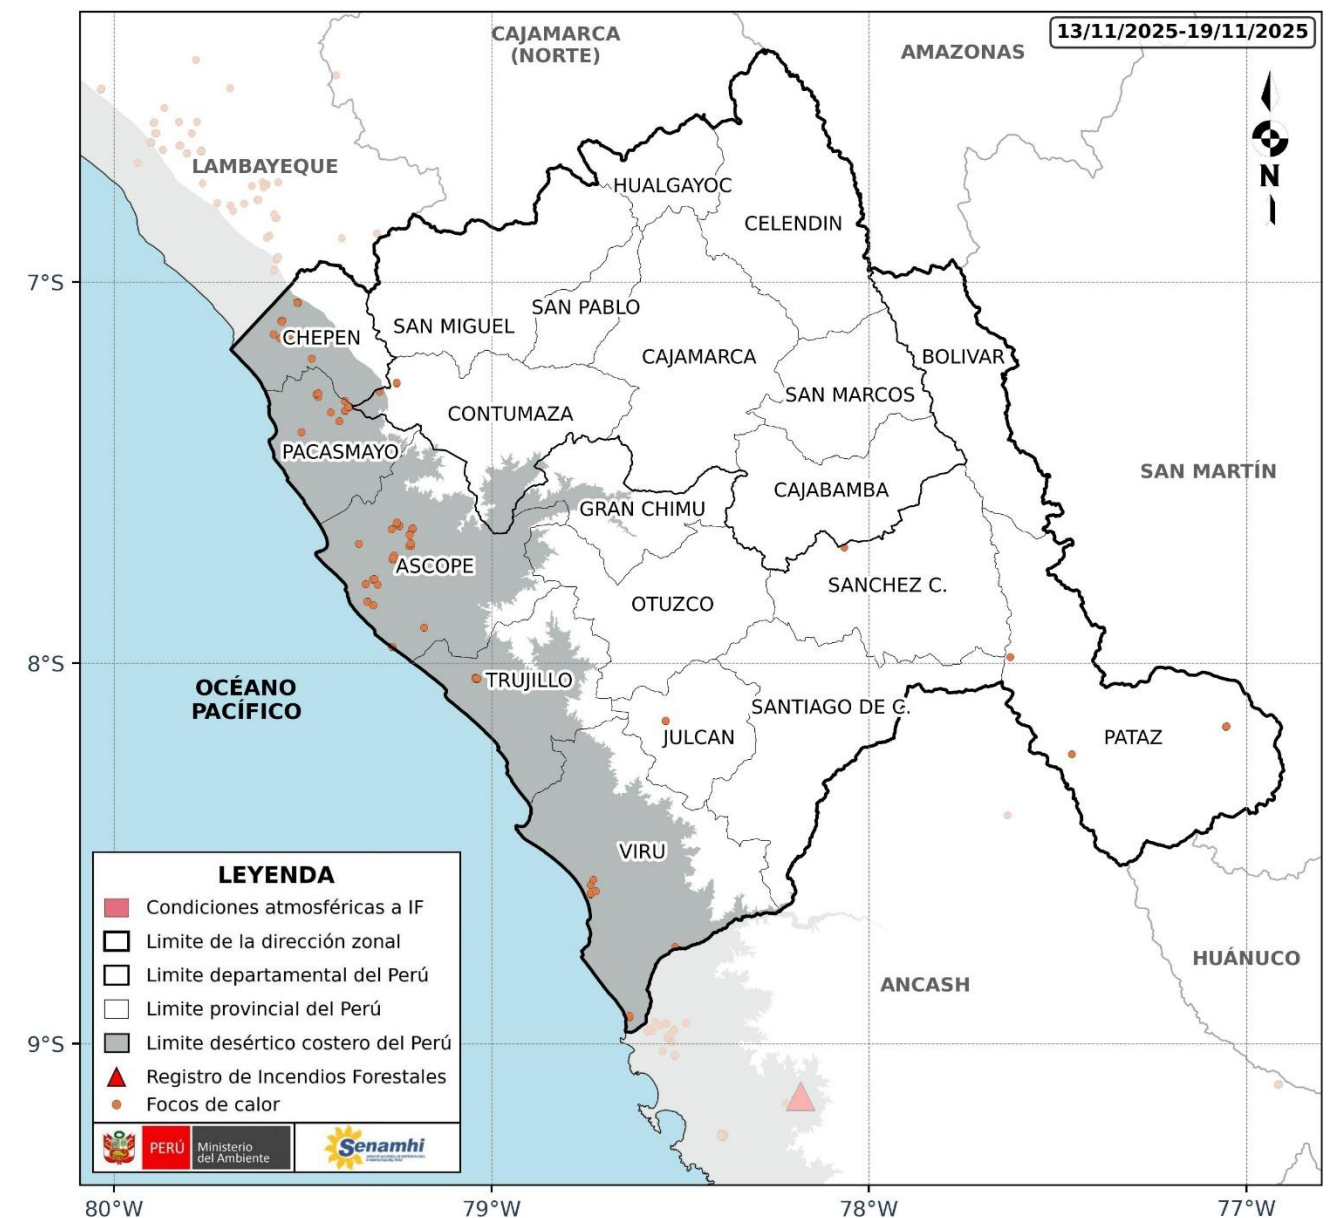 13/11/2025-19/11/2025
CAJAMARCA
(NORTE)
AMAZONAS
LAMBAYEQUE
N
HUALGAYOC
CELENDIN
7°S
SAN PABLO
SAN MIGUEL
CHEPEN
CAJAMARCA
BOLIVAR
SAN MARCOS
CONTUMAZA
PACASMAYO
SAN MARTÍN
CAJABAMBA
GRAN CHIMU
ASCOPE
SANCHEZ C.
OTUZCO
8°S
OCÉANO
PACÍFICO
TRUJILLO
SANTIAGO DE C.
JULCAN
PATAZ
VIRU
HUÁNUCO
ANCASH
9°S
LEYENDA
Condiciones atmosféricas a IF
Limite de la dirección zonal
Limite departamental del Perú
Limite provincial del Perú
Limite desértico costero del Perú
Registro de Incendios Forestales
Focos de calor
PERÚ
Ministerio
del Ambiente
Senamhi
80°W
79°W
78°W
77°W